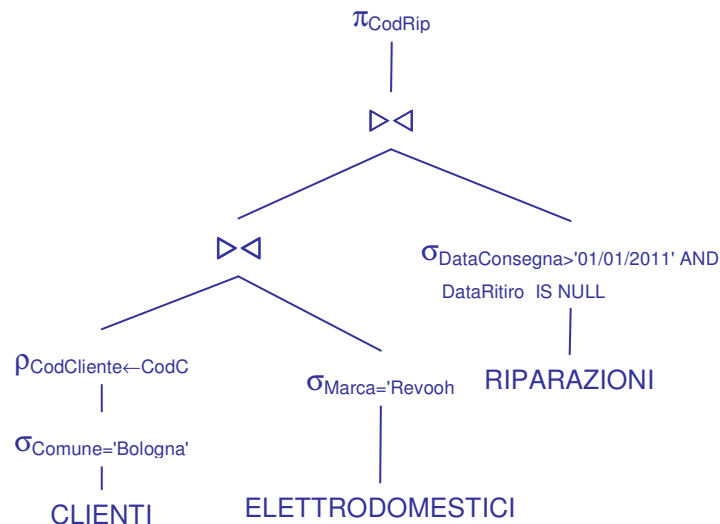 πCodRip
▷◁
▷◁
σDataConsegna>'01/01/2011' AND
DataRitiro IS NULL
ρCodCliente←CodC
σMarca='Revooh
RIPARAZIONI
σComune='Bologna'
CLIENTI
ELETTRODOMESTICI